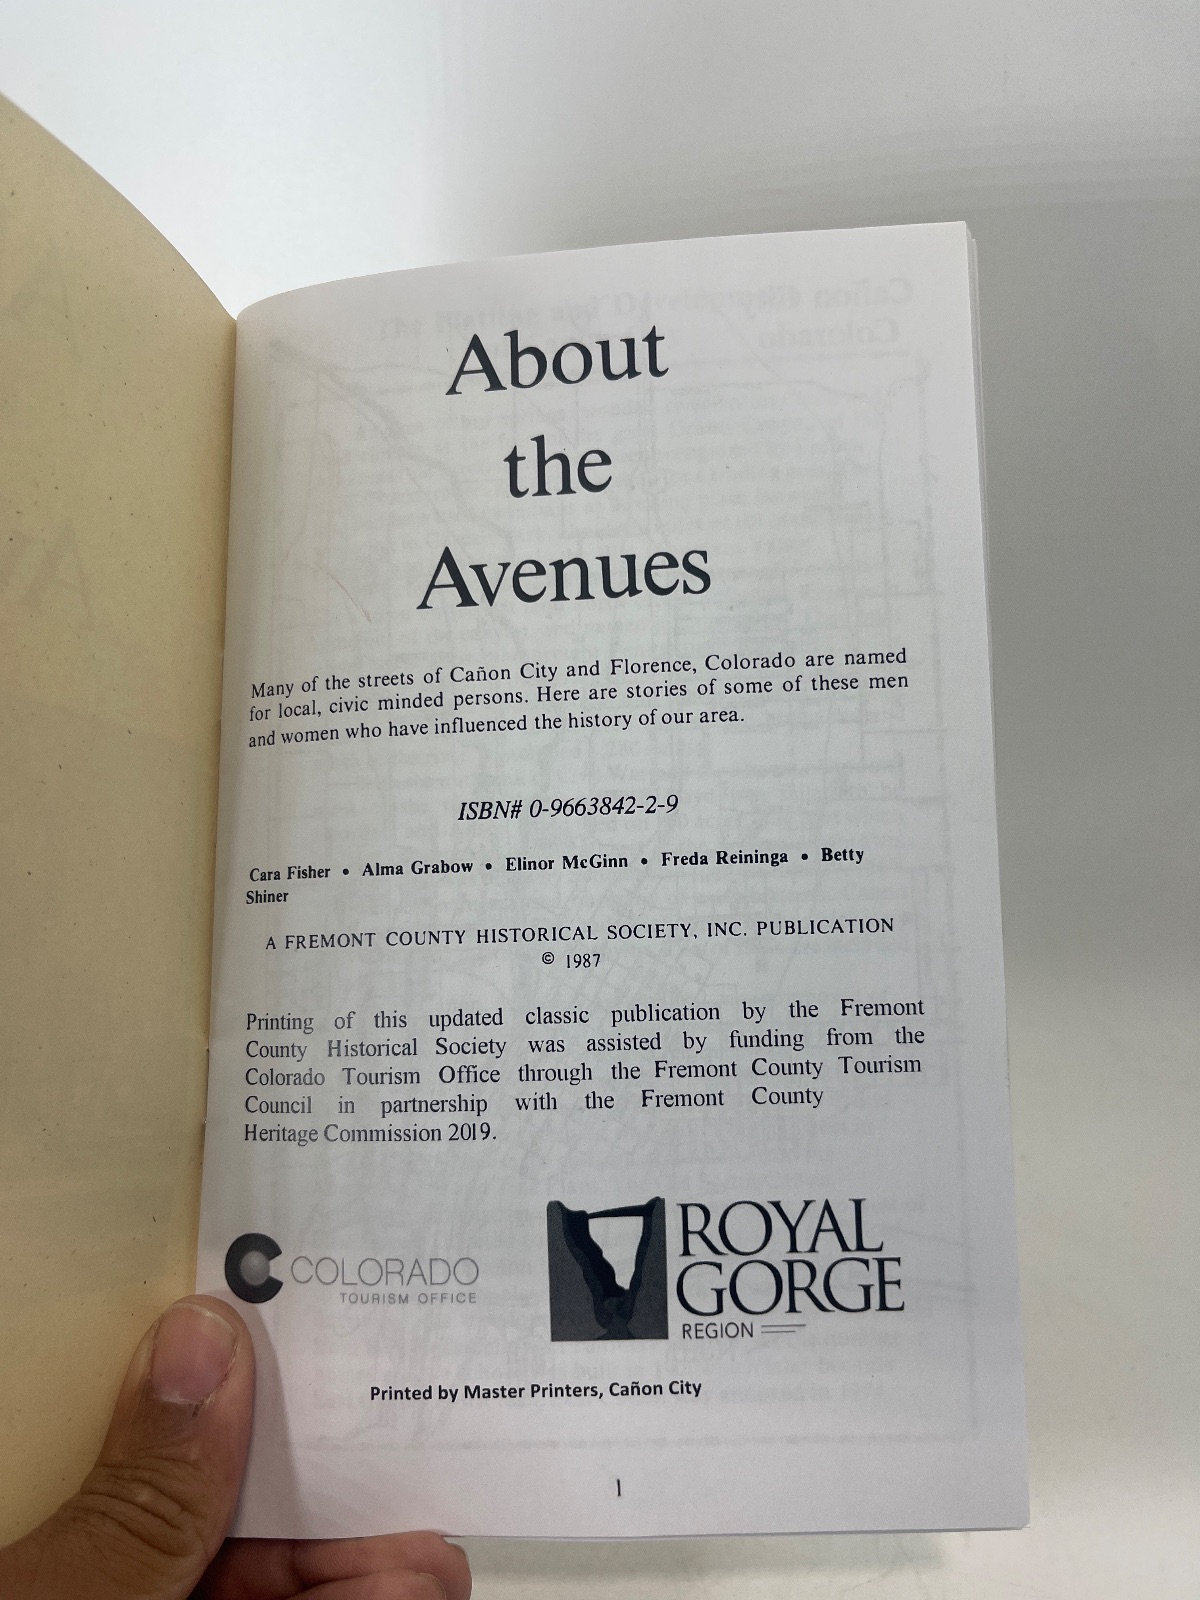 About
the
Avenues
Many of the streets of Cañon City and Florence, Colorado are named
for local, civic minded persons. Here are stories of some of these men
and women who have influenced the history of our area.
ISBN# 0-9663842-2-9
Cara Fisher • Alma Grabow • Elinor McGinn • Freda Reininga • Betty
Shiner
A FREMONT COUNTY HISTORICAL SOCIETY, INC. PUBLICATION
© 1987
Printing of this updated classic publication by the Fremont
County Historical Society was assisted by funding from the
Colorado Tourism Office through the Fremont County Tourism
Council in partnership with the Fremont County
Heritage Commission 2019.
COLORADO
TOURISM OFFICE
ROYAL
GORGE
REGION
Printed by Master Printers, Cañon City
1